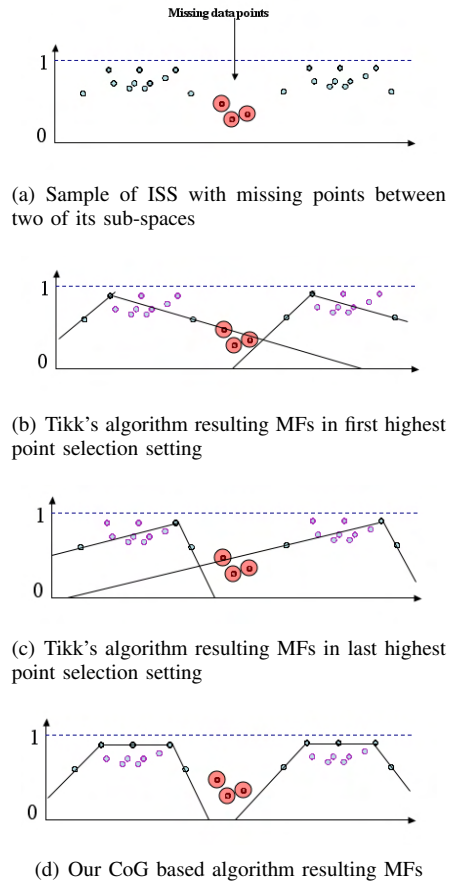 Missing data points
1
0
(a) Sample of ISS with missing points between
two of its sub-spaces
1
0
(b) Tikk's algorithm resulting MFs in first highest
point selection setting
1
0
(c) Tikk's algorithm resulting MFs in last highest
point selection setting
1
0
(d) Our CoG based algorithm resulting MFs